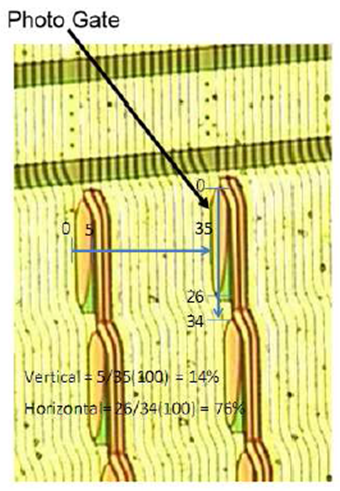 Photo Gate
0
0 5 35
26
34
Vertical = 5/35(100) = 14%
Horizontal = 26/34(100) = 76%